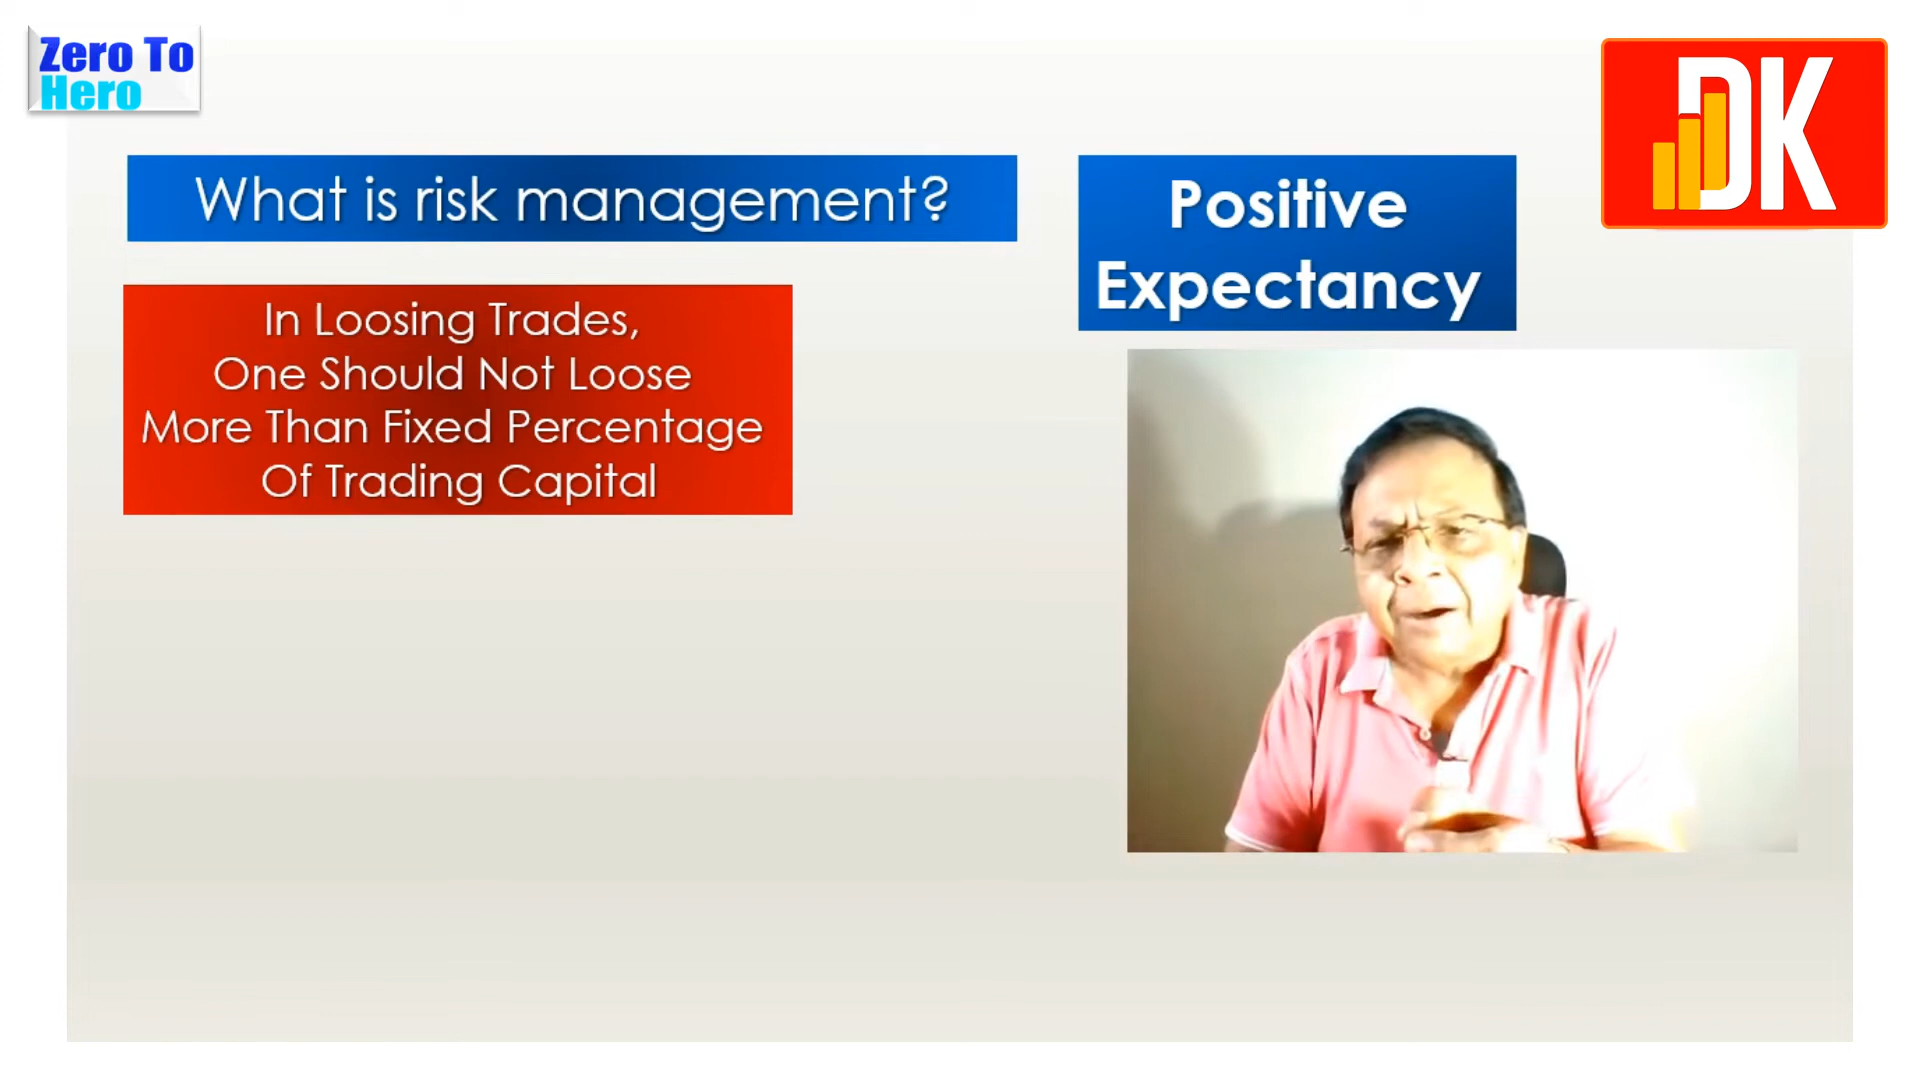 Zero To
Hero
DK
What is risk management?
Positive
Expectancy
In Loosing Trades,
One Should Not Loose
More Than Fixed Percentage
Of Trading Capital